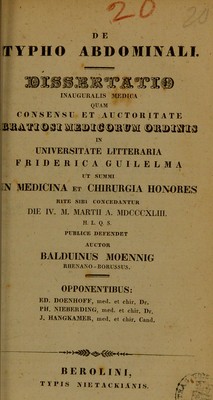 20
20
DE
TYPHO ABDOMINALI.
DISSERTATIO
INAUGURALIS MEDICA
QUAM
CONSENSU ET AUCTORITATE
GRATIOSI MEDICORUM ORDINIS
IN
UNIVERSITATE LITTERARIA
FRIDERICA GUILELMA
UT SUMMI
IN MEDICINA ET CHIRURGIA HONORES
RITE SIBI CONCEDANTUR
DIE IV. M. MARTII A. MDCCCXLIII.
H. L. Q. S.
PUBLICE DEFENDET
AUCTOR
BALDUINUS MOENNIG
RHENANO-BORUSSUS.
OPPONENTIBUS:
ED. DOENHOFF, med. et chir. Dr.
PH. NIEBERDING, med. et chir. Dr.
J. HANGKAMER, med. et chir. Cand.
BEROLINI,
TYPIS NIETACKIANIS.